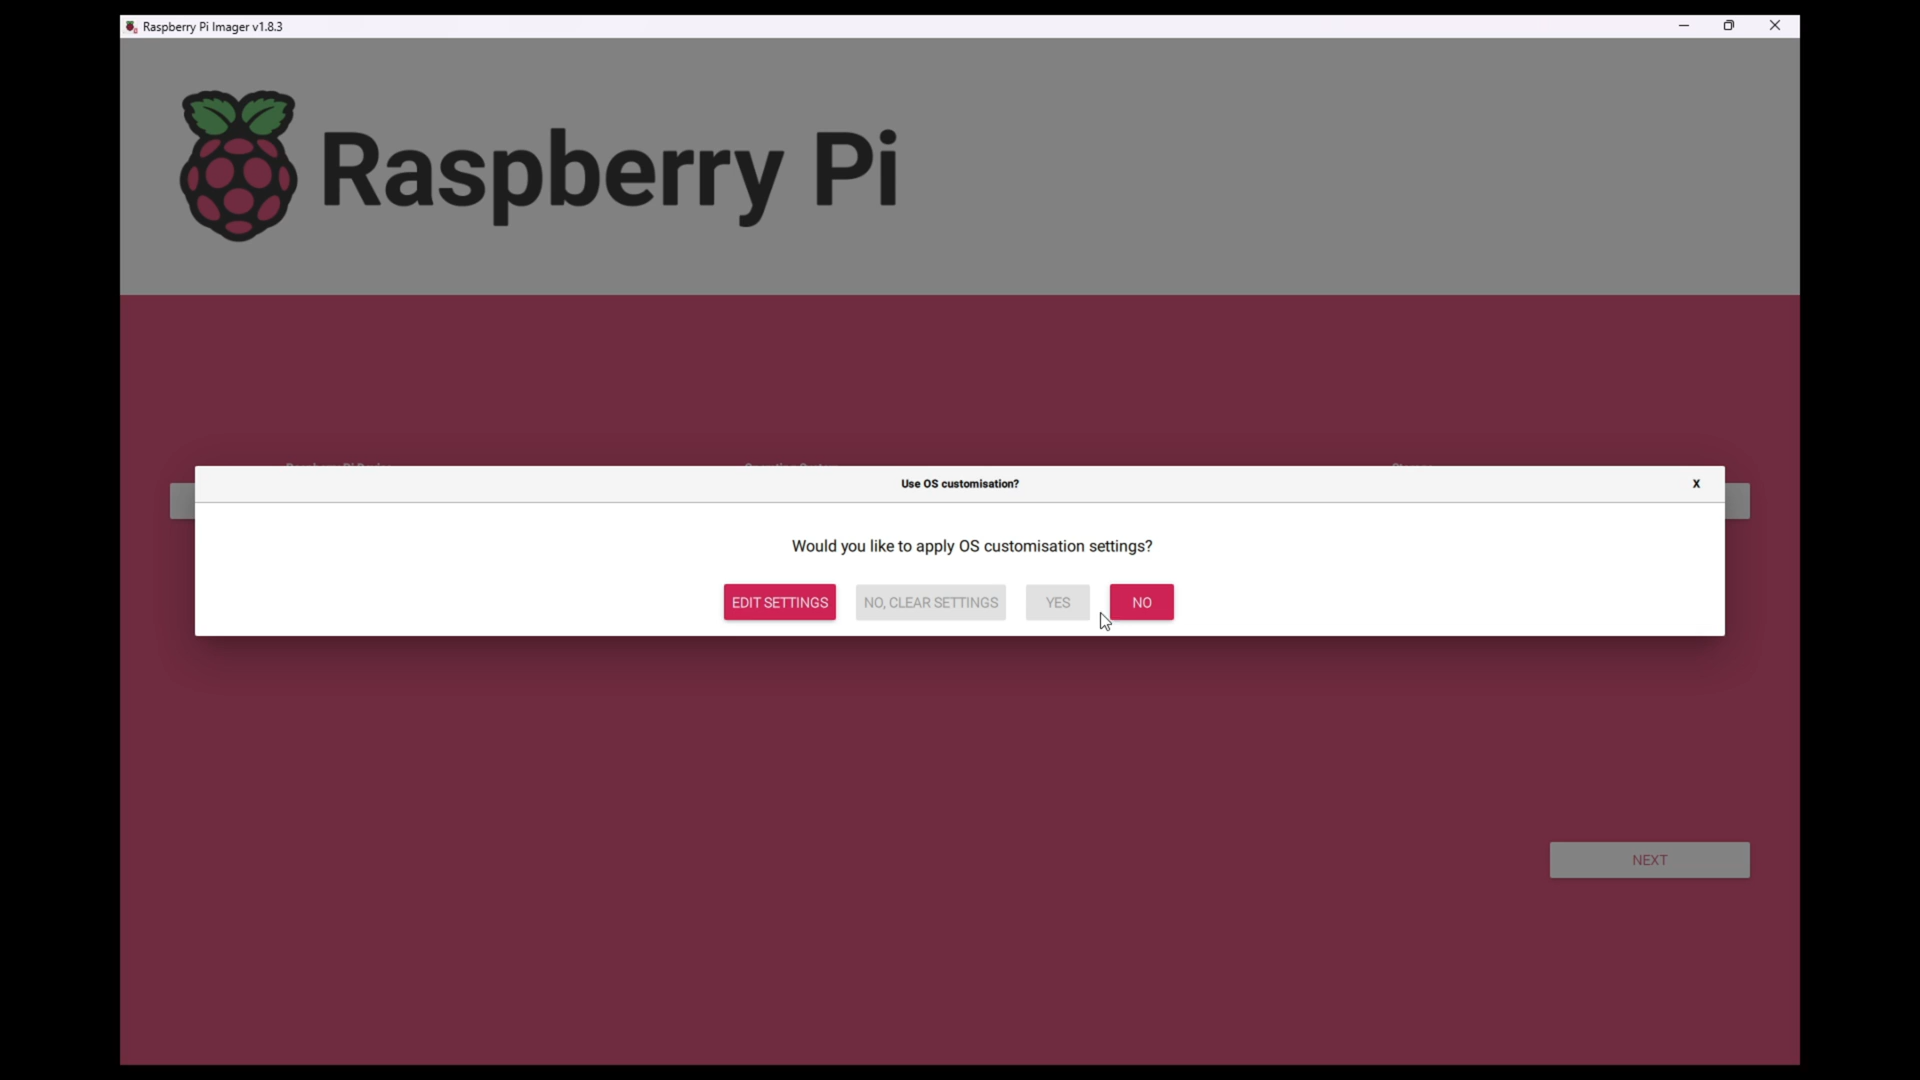 Raspberry Pi Imager v1.8.3
Raspberry Pi
Use OS customisation?
X
Would you like to apply OS customisation settings?
EDIT SETTINGS
NO, CLEAR SETTINGS
YES
NO
NEXT